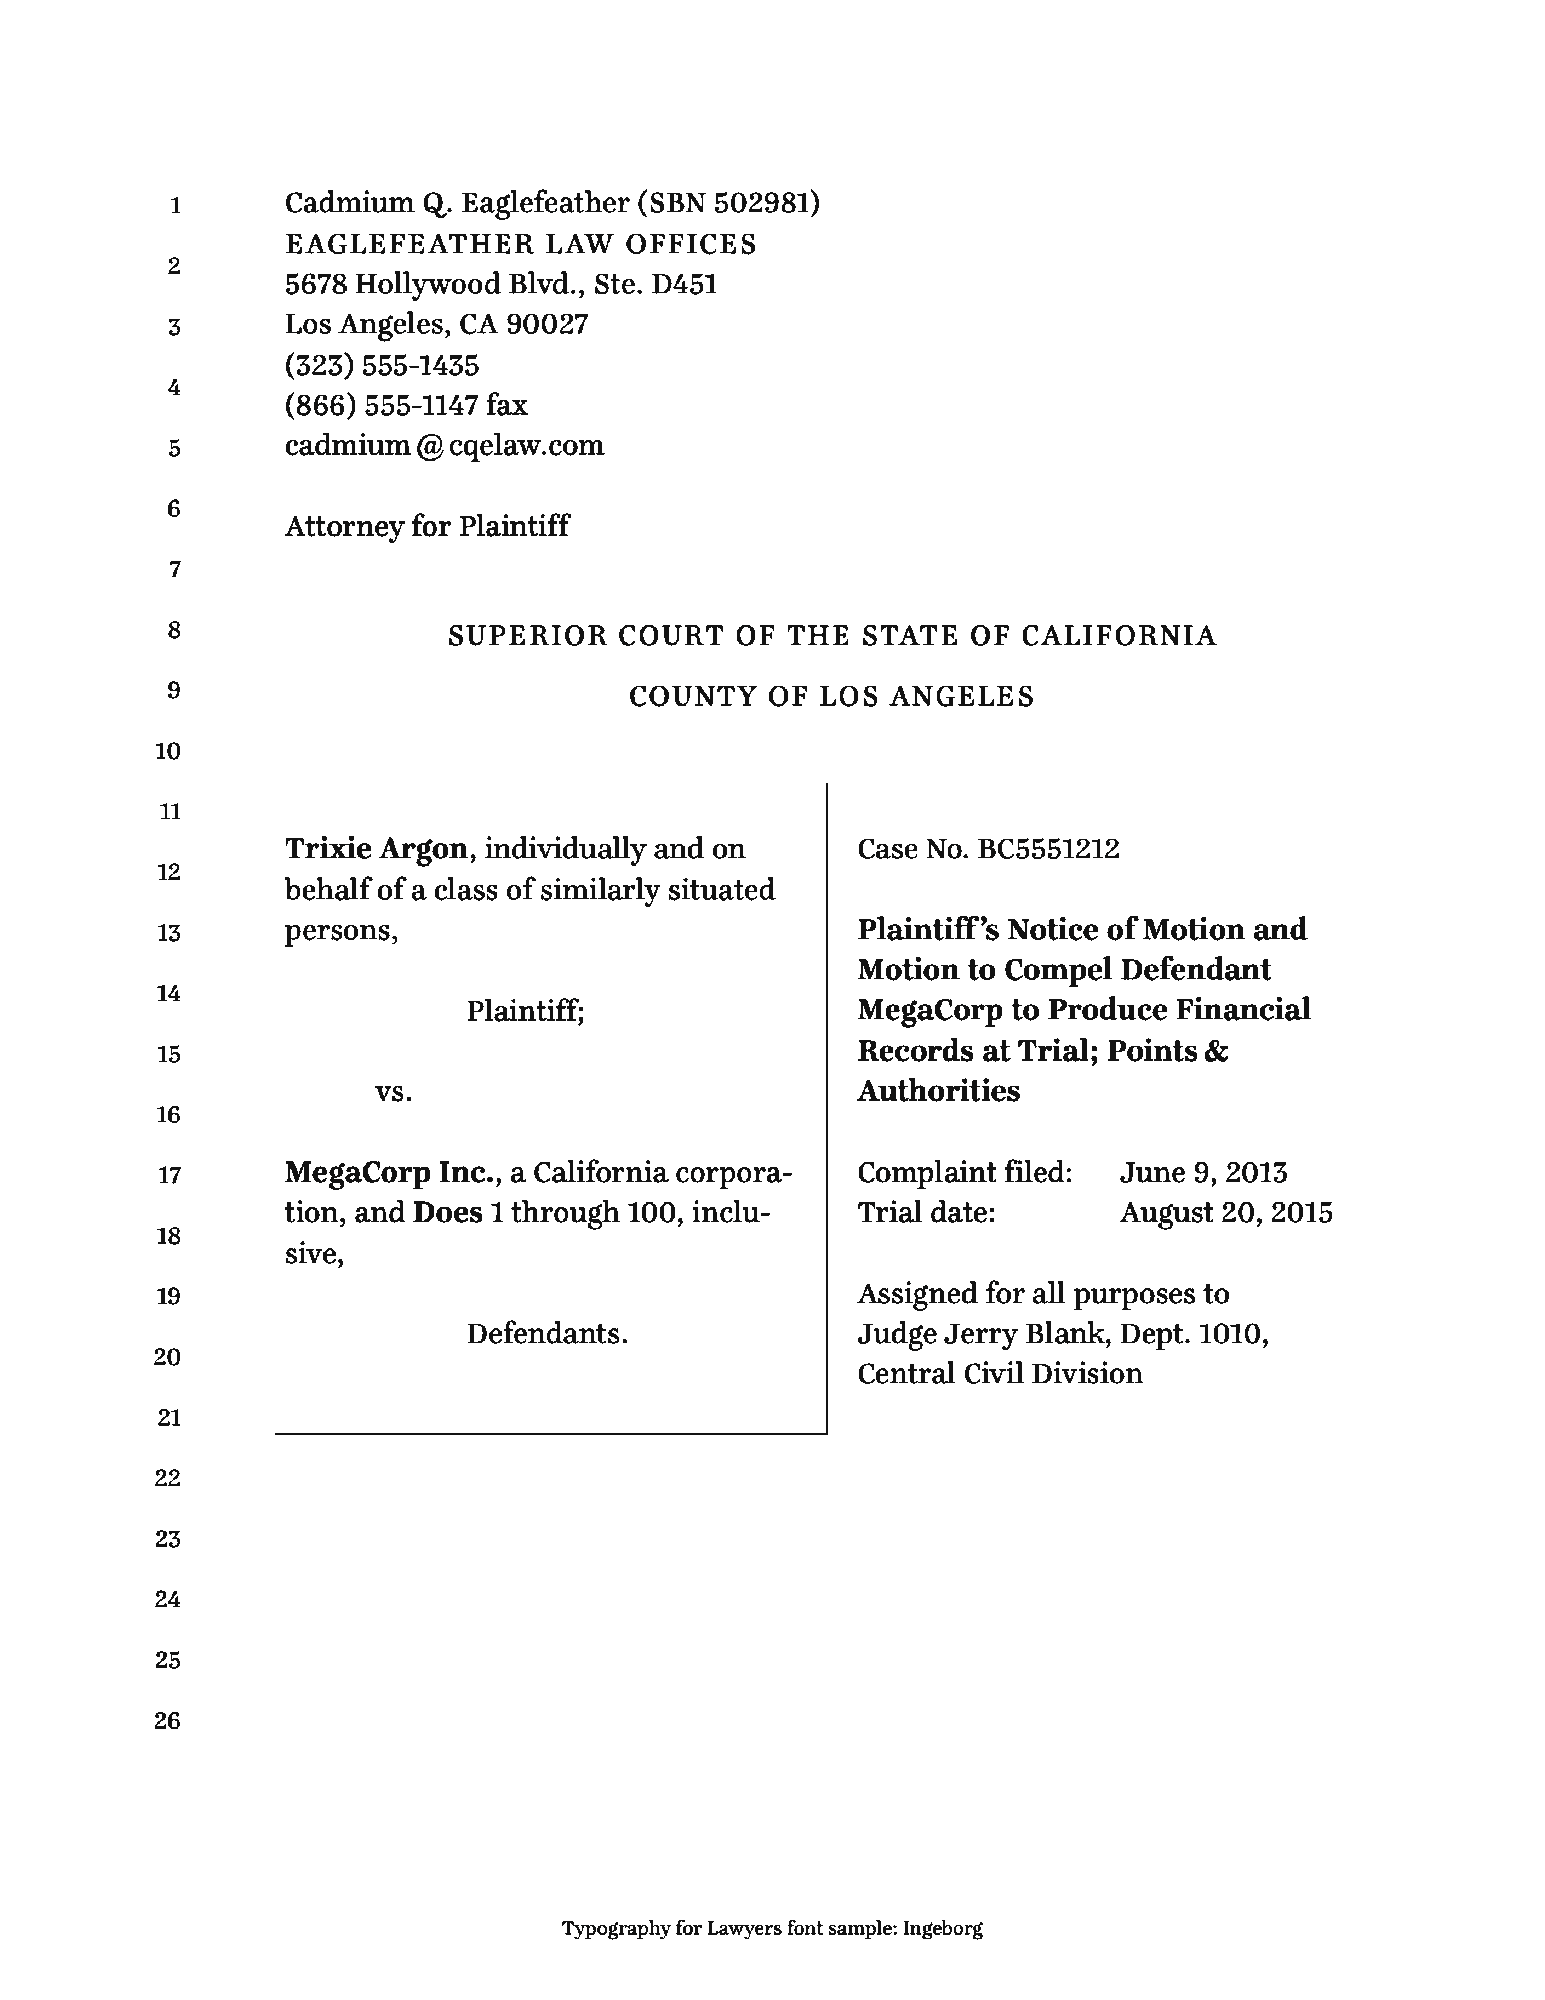 1
2
3
4
5
6
7
8
9
10
11
12
13
14
15
16
17
18
19
20
21
22
23
24
25
26
Cadmium Q. Eaglefeather (SBN 502981)
EAGLEFEATHER LAW OFFICES
5678 Hollywood Blvd., Ste. D451
Los Angeles, CA 90027
(323) 555-1435
(866) 555-1147 fax
cadmium@cqelaw.com
Attorney for Plaintiff
SUPERIOR COURT OF THE STATE OF CALIFORNIA
COUNTY OF LOS ANGELES
Trixie Argon, individually and on
behalf of a class of similarly situated
persons,
Plaintiff;
vs.
MegaCorp Inc., a California corpora-
tion, and Does 1 through 100, inclu-
sive,
Defendants.
Case No. BC5551212
Plaintiff’s Notice of Motion and
Motion to Compel Defendant
MegaCorp to Produce Financial
Records at Trial; Points &
Authorities
Complaint filed: June 9, 2013
Trial date: August 20, 2015
Assigned for all purposes to
Judge Jerry Blank, Dept. 1010,
Central Civil Division
Typography for Lawyers font sample: Ingeborg